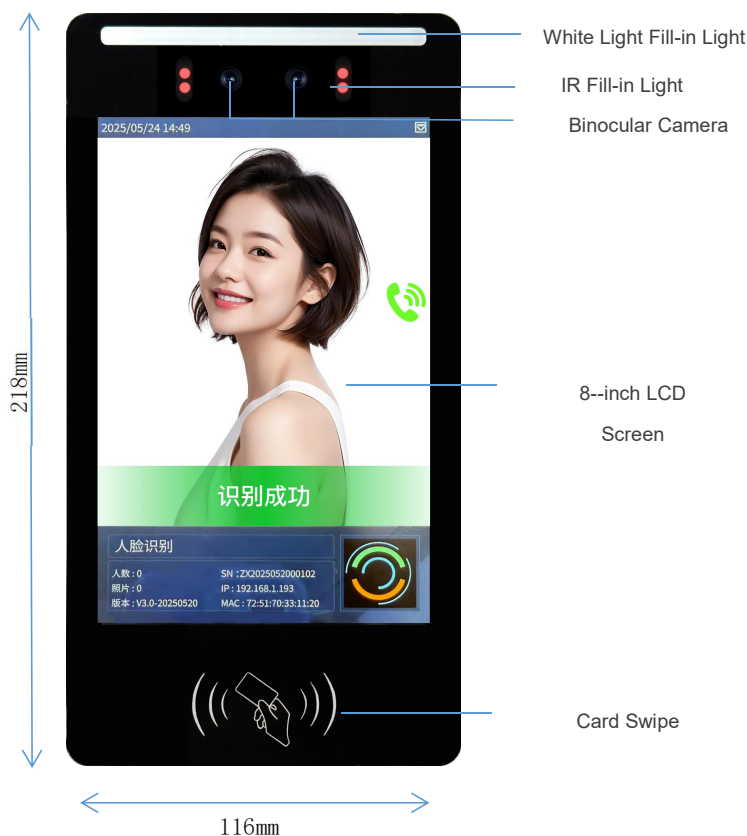 White Light Fill-in Light
IR Fill-in Light
Binocular Camera
2025/05/24 14:49
218mm
8--inch LCD
Screen
识别成功
人脸识别
人数 : 0
SN : ZX2025052000102
照片 : 0
IP : 192.168.1.193
版本 : V3.0-20250520
MAC : 72:51:70:33:11:20
Card Swipe
116mm